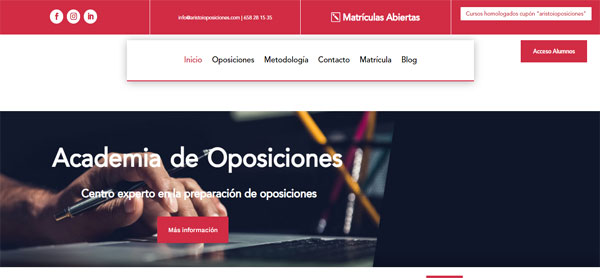 info@aristoioposiciones.com | 658 28 15 35
Matrículas Abiertas
Cursos homologados cupón "aristoioposiciones"
Acceso Alumnos
Inicio Oposiciones Metodología Contacto Matrícula Blog
Academia de Oposiciones
Centro experto en la preparación de oposiciones
Más información